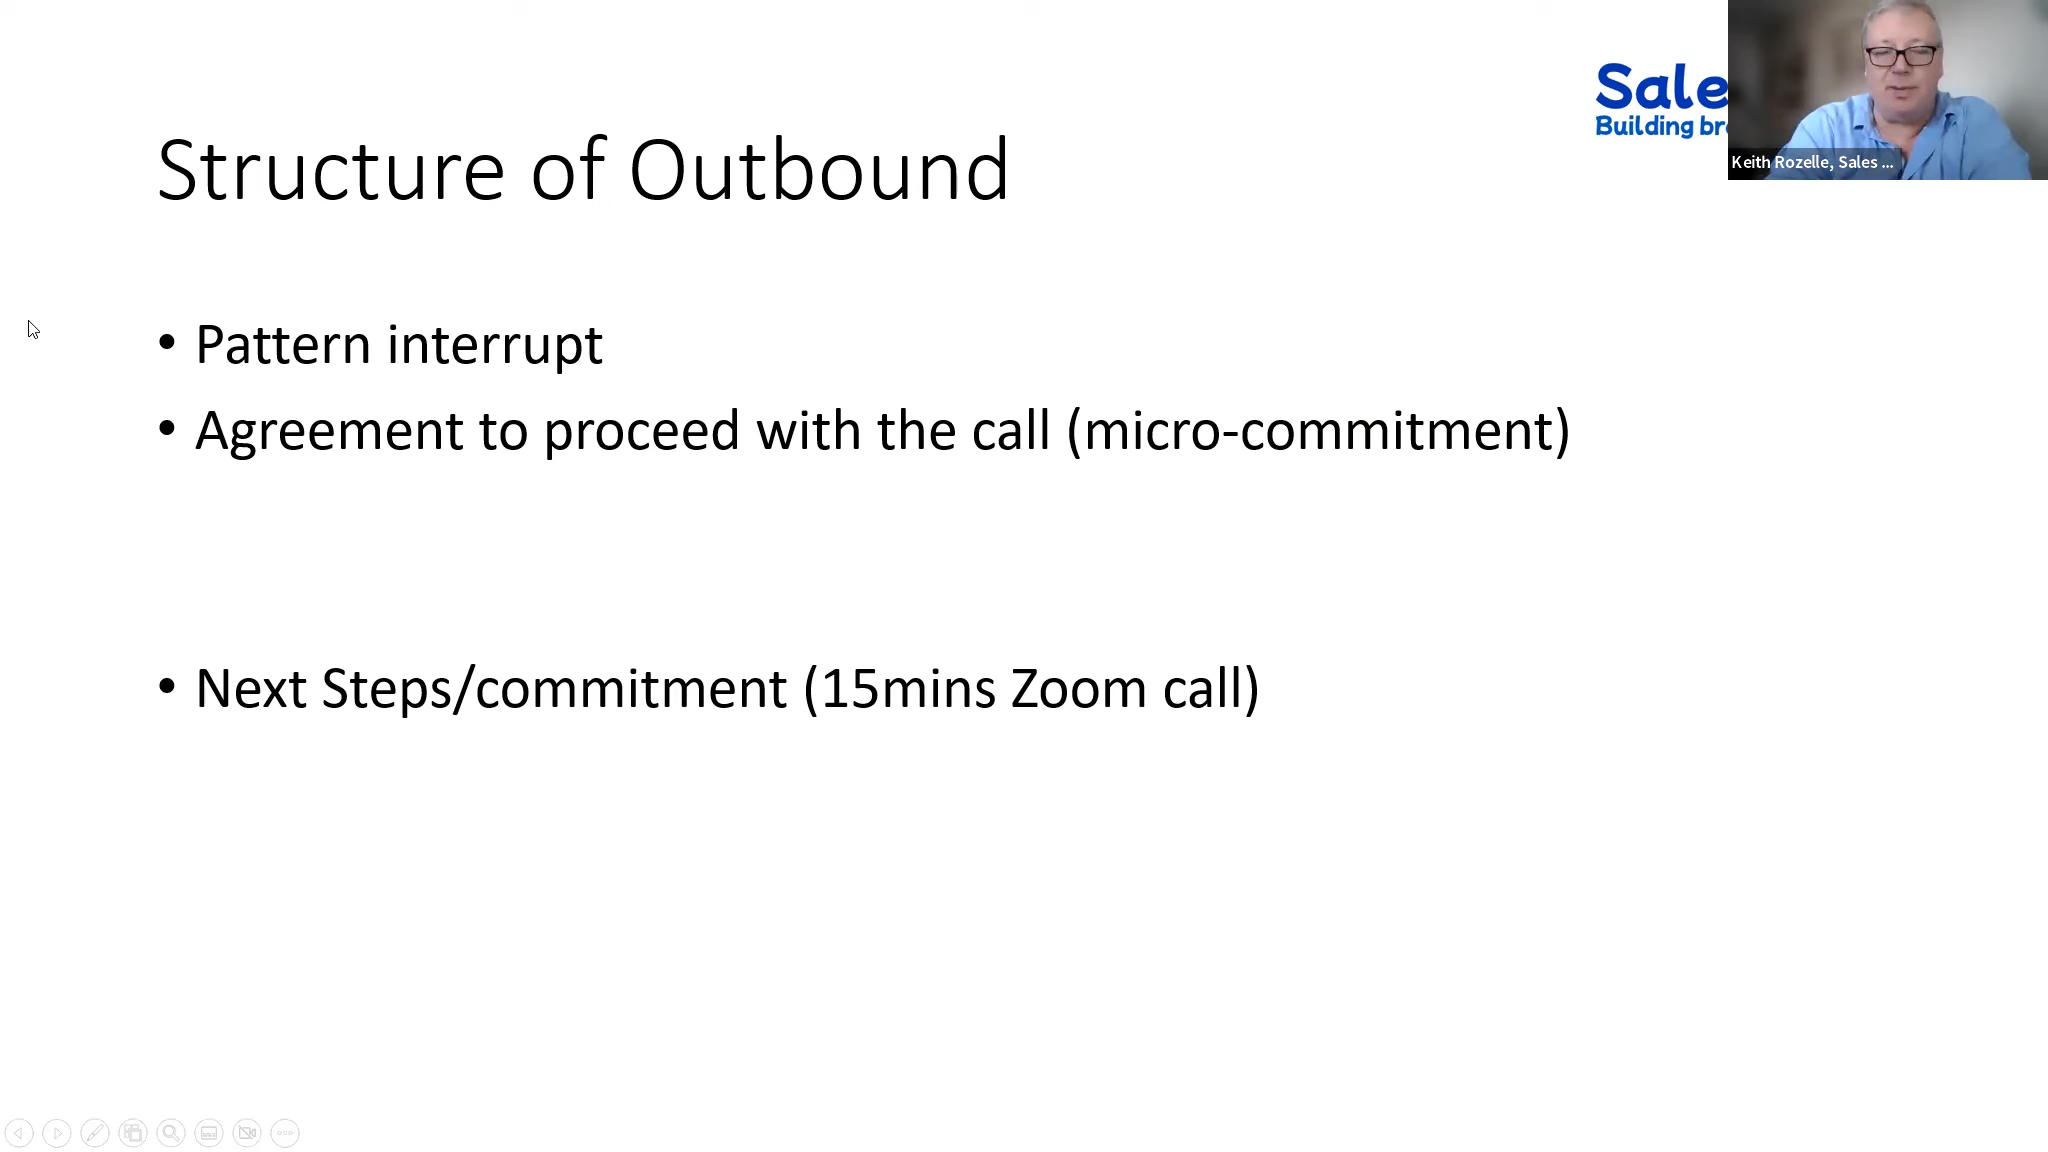 Sale
Building br
Keith Rozelle, Sales ...
Structure of Outbound
• Pattern interrupt
• Agreement to proceed with the call (micro-commitment)
• Next Steps/commitment (15mins Zoom call)